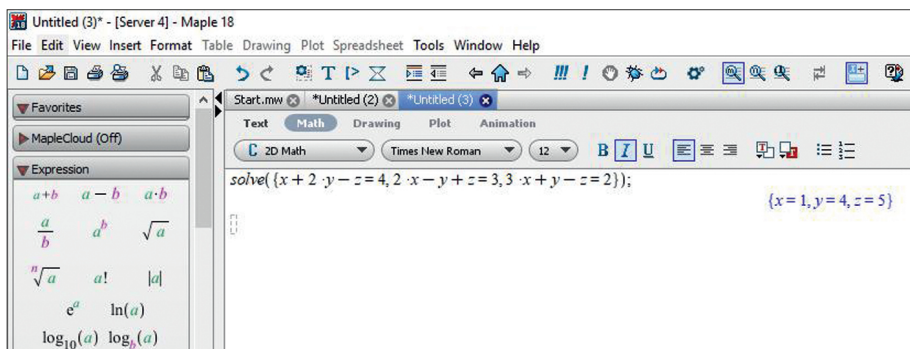 Untitled (3)* - [Server 4] - Maple 18
File Edit View Insert Format Table Drawing Plot Spreadsheet Tools Window Help
Favorites
MapleCloud (Off)
Expression
a+b a − b a·b
a/b a^b √a
ⁿ√a a! |a|
e^a ln(a)
log₁₀(a) log_b(a)
Start.mw *Untitled (2) *Untitled (3)
Text Math Drawing Plot Animation
C 2D Math Times New Roman 12 B I U
solve({x + 2 ·y − z = 4, 2 ·x − y + z = 3, 3 ·x + y − z = 2});
{x = 1, y = 4, z = 5}